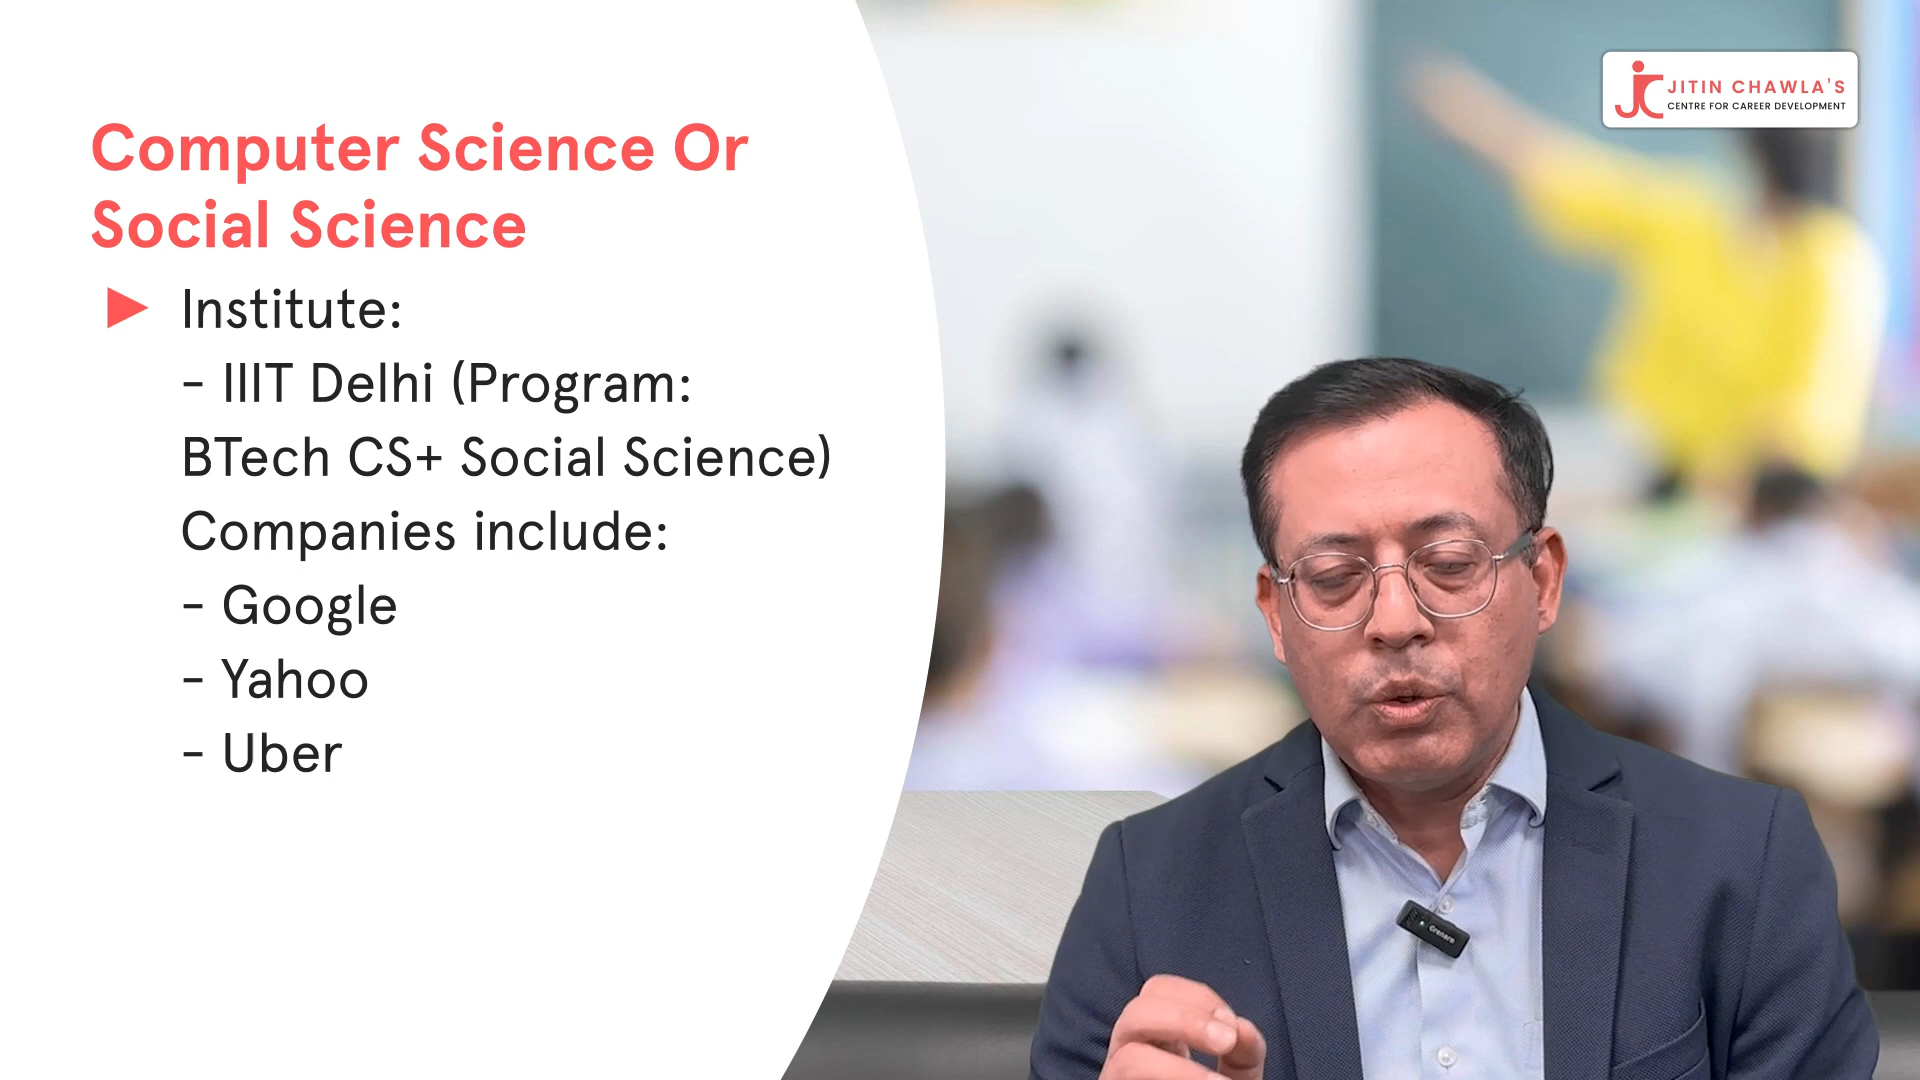 Computer Science Or
Social Science
Institute:
- IIIT Delhi (Program:
BTech CS+ Social Science)
Companies include:
- Google
- Yahoo
- Uber
JITIN CHAWLA'S
CENTRE FOR CAREER DEVELOPMENT